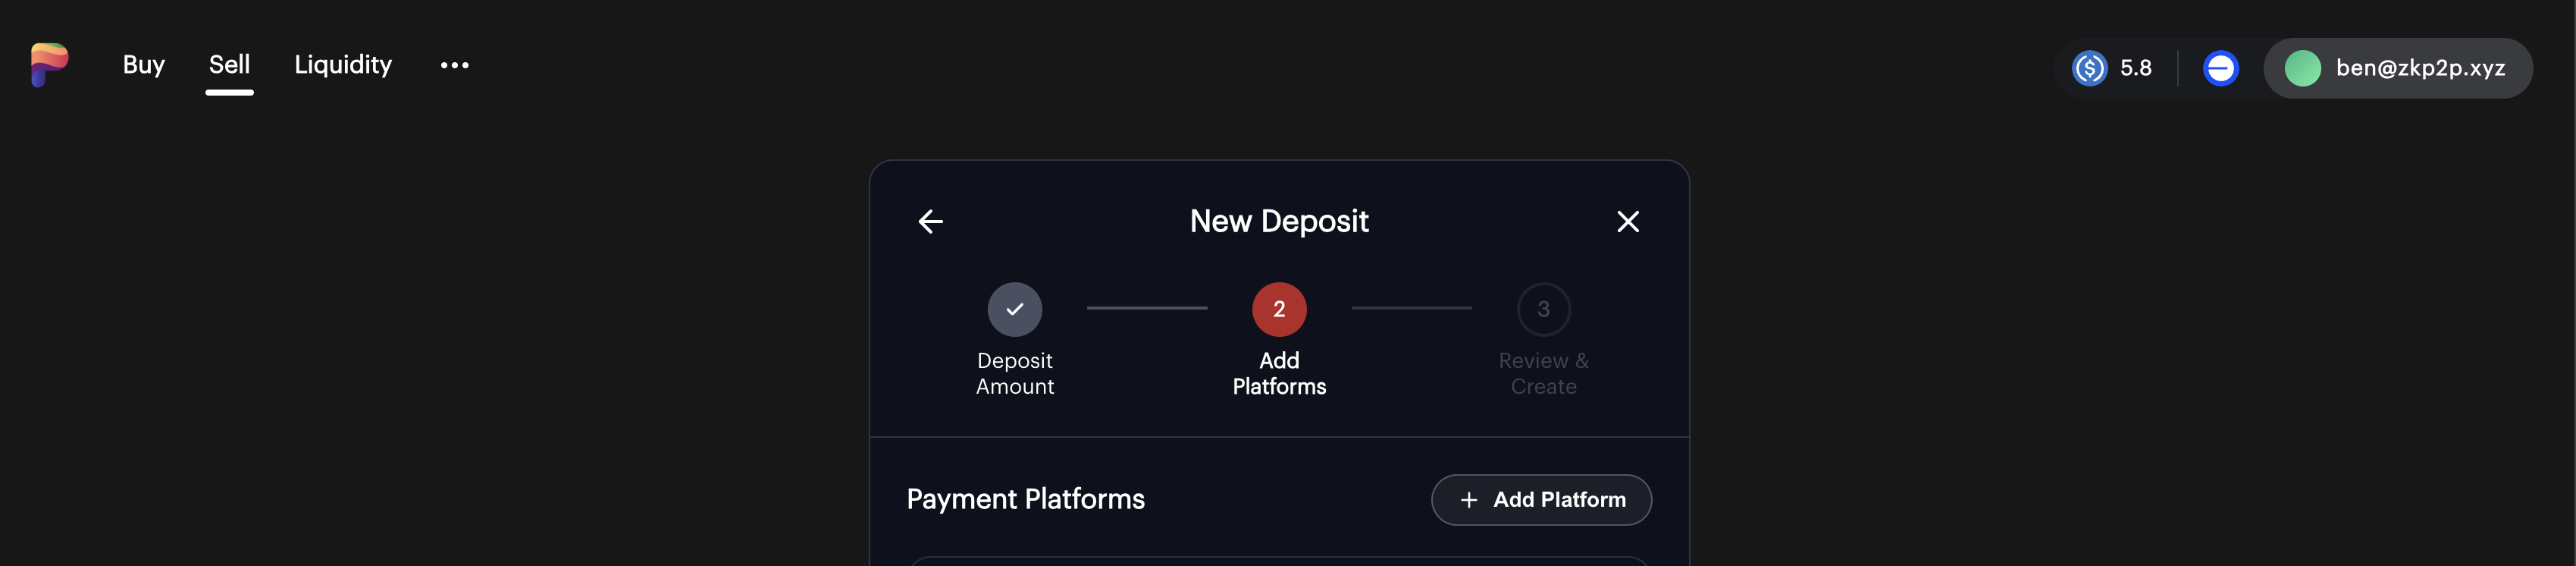 Buy Sell Liquidity
5.8 ben@zkp2p.xyz
New Deposit
2
3
Deposit
Amount
Add
Platforms
Review &
Create
Payment Platforms
+ Add Platform